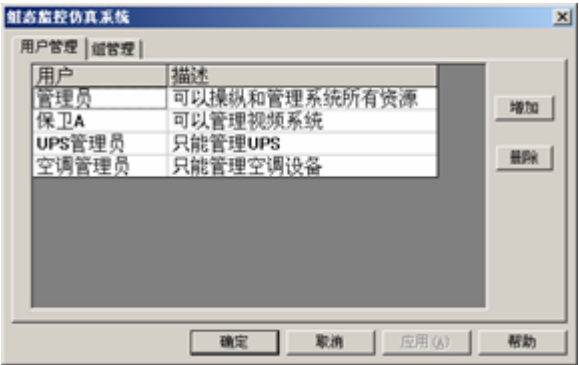 组态监控仿真系统
用户管理 组管理
用户 描述
管理员 可以操纵和管理系统所有资源
保卫A 可以管理视频系统
UPS管理员 只能管理UPS
空调管理员 只能管理空调设备
增加
删除
确定 取消 应用(A) 帮助